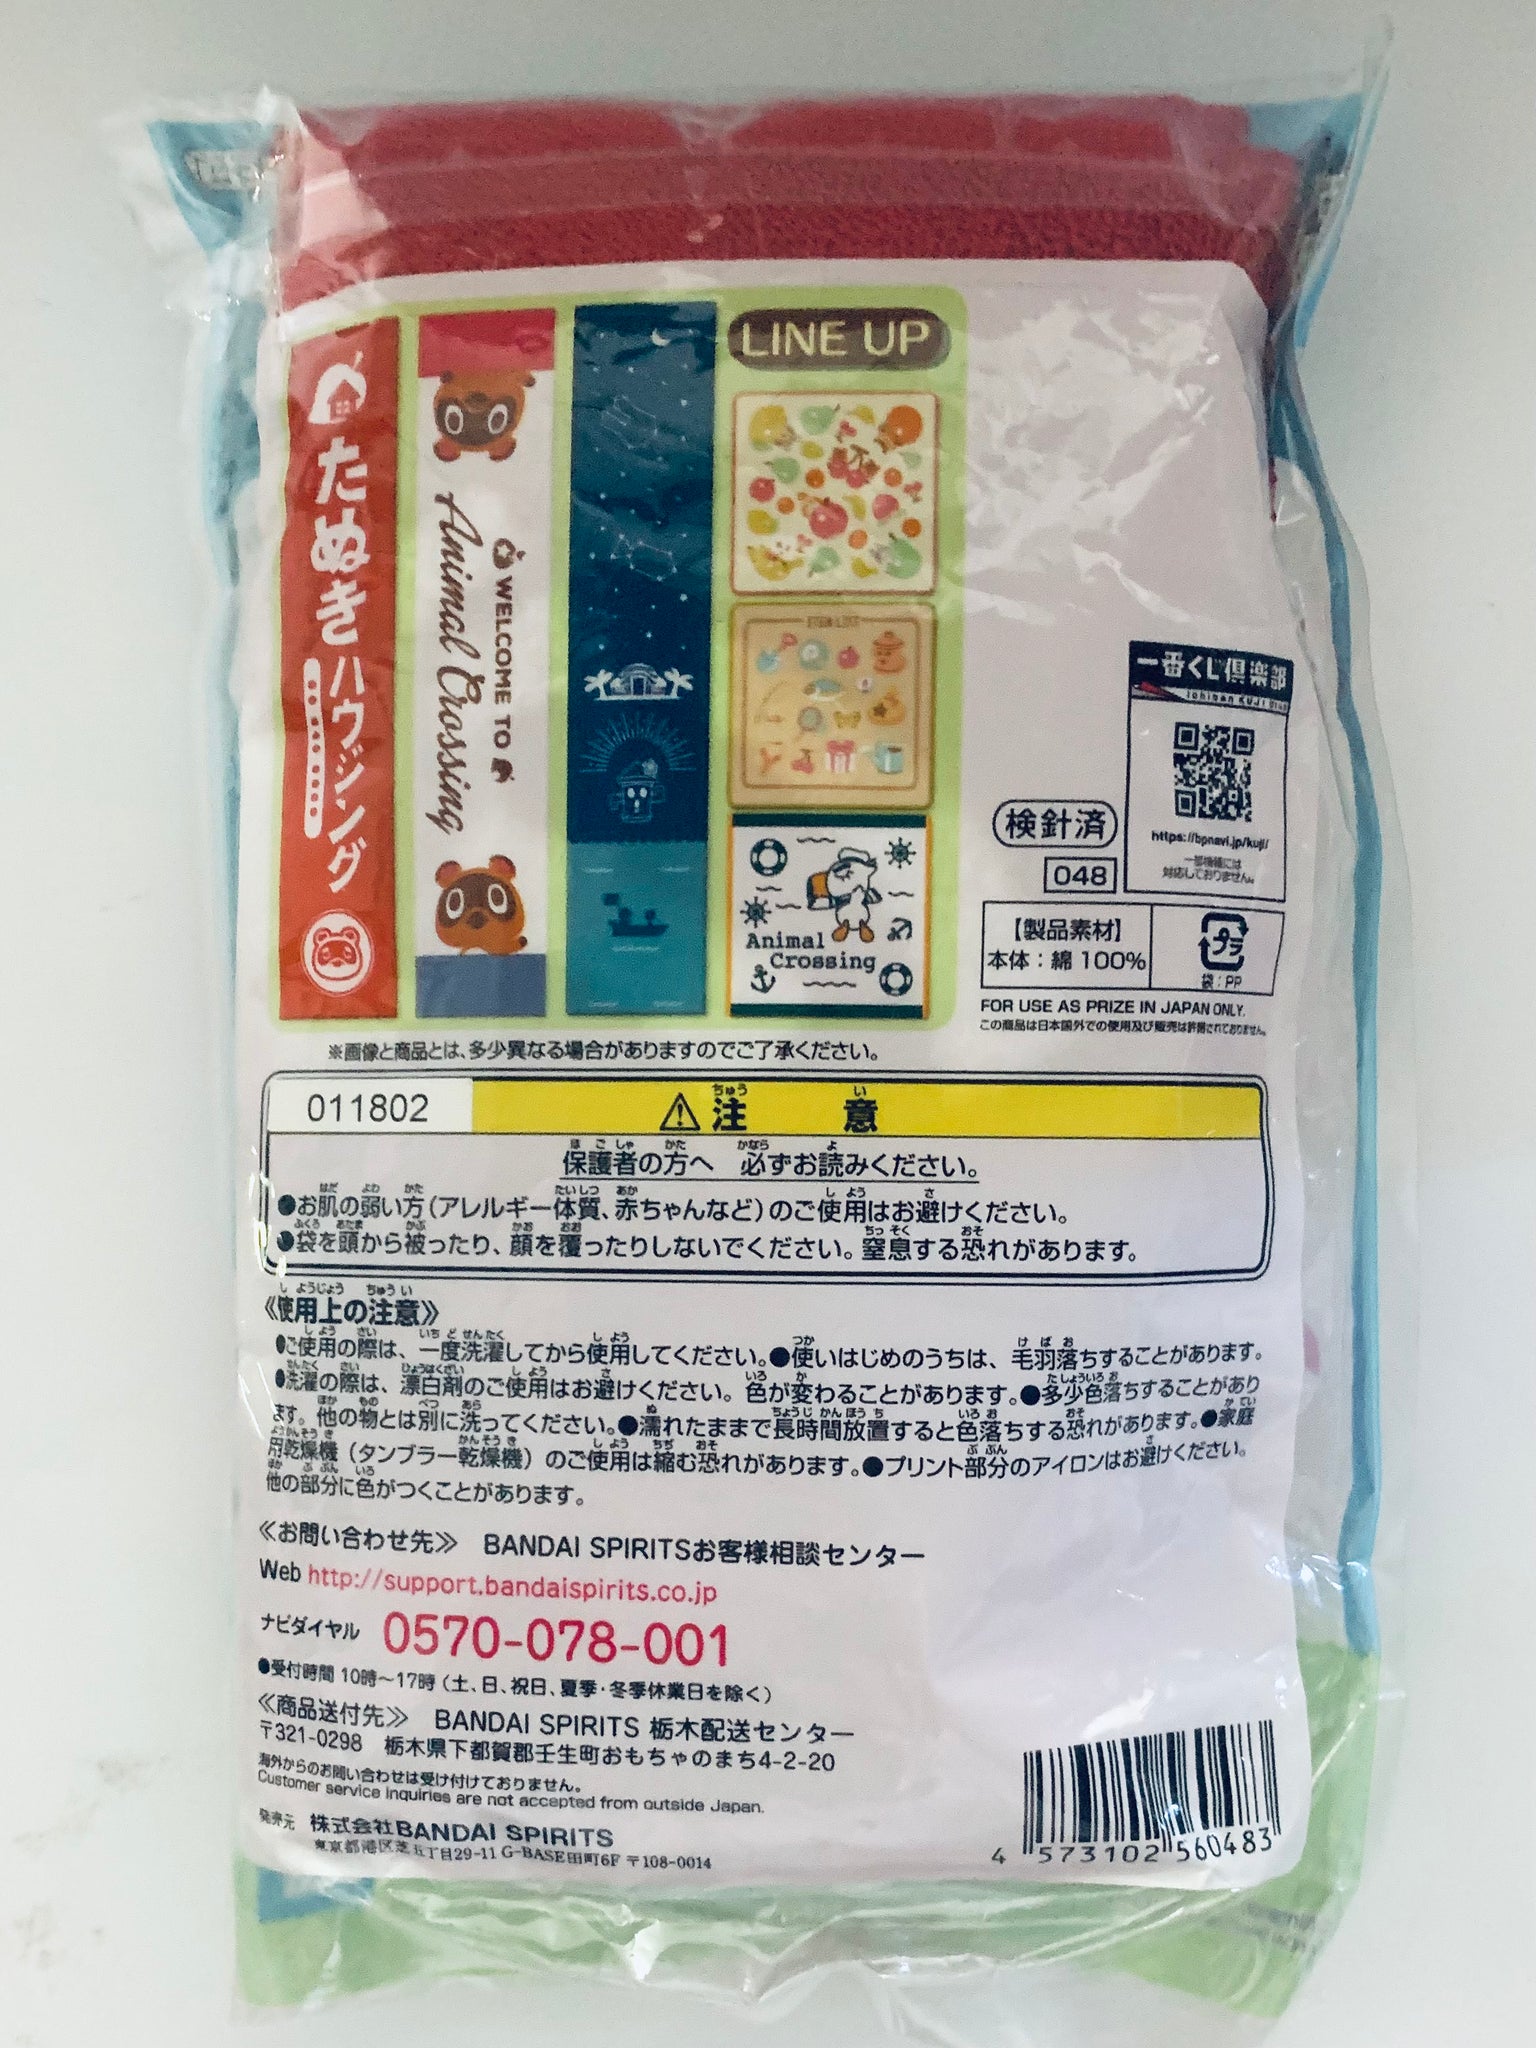 LINE UP
たぬきハウジング
WELCOME TO
Animal Crossing
ITEM LIST
Animal
Crossing
一番くじ倶楽部
https://bpnavi.jp/kuji/
一部機種には
対応しておりません。
検針済
048
【製品素材】
本体：綿 100%
プラ
袋：PP
FOR USE AS PRIZE IN JAPAN ONLY.
この商品は日本国外での使用及び販売は許諾されておりません。
※画像と商品とは、多少異なる場合がありますのでご了承ください。
011802
⚠注意
保護者の方へ 必ずお読みください。
●お肌の弱い方（アレルギー体質、赤ちゃんなど）のご使用はお避けください。
●袋を頭から被ったり、顔を覆ったりしないでください。窒息する恐れがあります。
《使用上の注意》
●ご使用の際は、一度洗濯してから使用してください。●使いはじめのうちは、毛羽落ちすることがあります。
●洗濯の際は、漂白剤のご使用はお避けください。色が変わることがあります。●多少色落ちすることがあり
ます。他の物とは別に洗ってください。●濡れたままで長時間放置すると色落ちする恐れがあります。●家庭
用乾燥機（タンブラー乾燥機）のご使用は縮む恐れがあります。●プリント部分のアイロンはお避けください。
他の部分に色がつくことがあります。
≪お問い合わせ先≫ BANDAI SPIRITSお客様相談センター
Web http://support.bandaispirits.co.jp
ナビダイヤル 0570-078-001
●受付時間 10時〜17時（土、日、祝日、夏季・冬季休業日を除く）
≪商品送付先≫ BANDAI SPIRITS 栃木配送センター
〒321-0298 栃木県下都賀郡壬生町おもちゃのまち4-2-20
海外からのお問い合わせは受け付けておりません。
Customer service inquiries are not accepted from outside Japan.
発売元 株式会社BANDAI SPIRITS
東京都港区芝五丁目29-11 G-BASE田町6F 〒108-0014
4 573102 560483